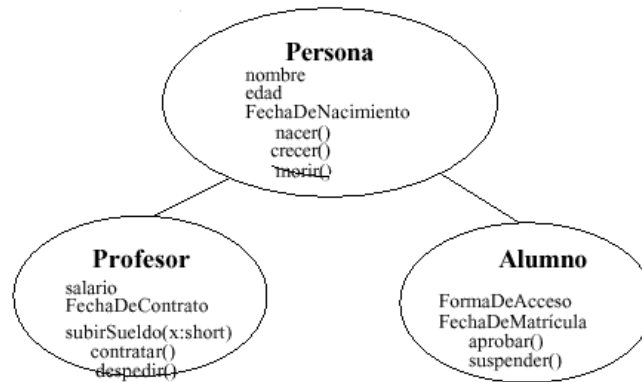 Persona
nombre
edad
FechaDeNacimiento
nacer()
crecer()
morir()
Profesor
salario
FechaDeContrato
subirSueldo(x:short)
contratar()
despedir()
Alumno
FormaDeAcceso
FechaDeMatrícula
aprobar()
suspender()